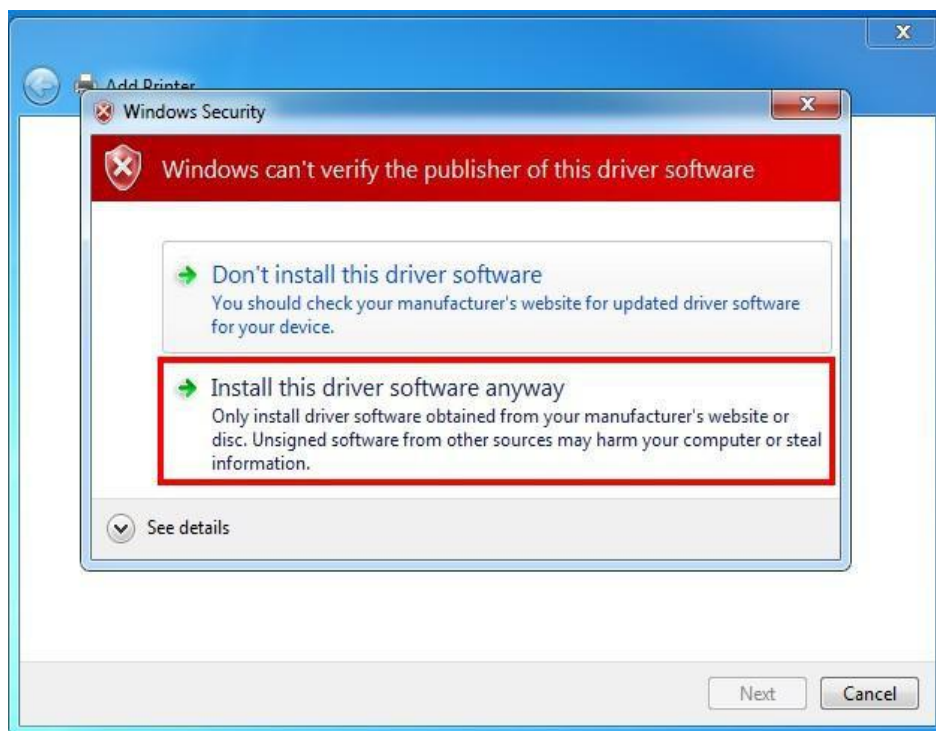 Add Printer
Windows Security
Windows can't verify the publisher of this driver software
Don't install this driver software
You should check your manufacturer's website for updated driver software
for your device.
Install this driver software anyway
Only install driver software obtained from your manufacturer's website or
disc. Unsigned software from other sources may harm your computer or steal
information.
See details
Next
Cancel